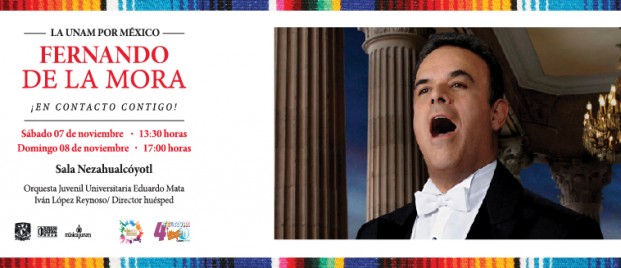 LA UNAM POR MÉXICO
FERNANDO
DE LA MORA
¡EN CONTACTO CONTIGO!
Sábado 07 de noviembre · 13:30 horas
Domingo 08 de noviembre · 17:00 horas
Sala Nezahualcóyotl
Orquesta Juvenil Universitaria Eduardo Mata
Iván López Reynoso/ Director huésped
músicaunam